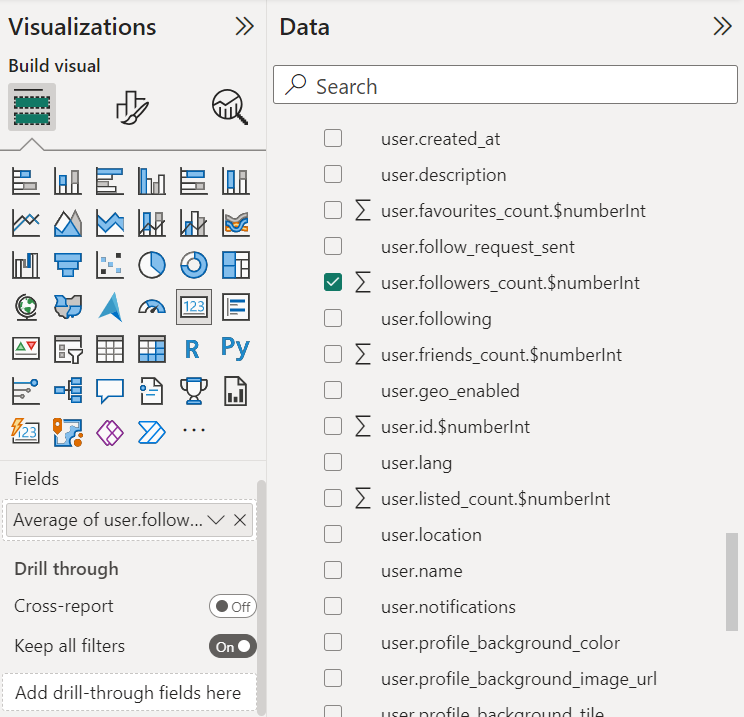 Visualizations
Build visual
123
R
Py
123
Fields
Average of user.follow...
Drill through
Cross-report
Off
Keep all filters
On
Add drill-through fields here
Data
Search
user.created_at
user.description
∑ user.favourites_count.$numberInt
user.follow_request_sent
∑ user.followers_count.$numberInt
user.following
∑ user.friends_count.$numberInt
user.geo_enabled
∑ user.id.$numberInt
user.lang
∑ user.listed_count.$numberInt
user.location
user.name
user.notifications
user.profile_background_color
user.profile_background_image_url
user.profile_background_tile